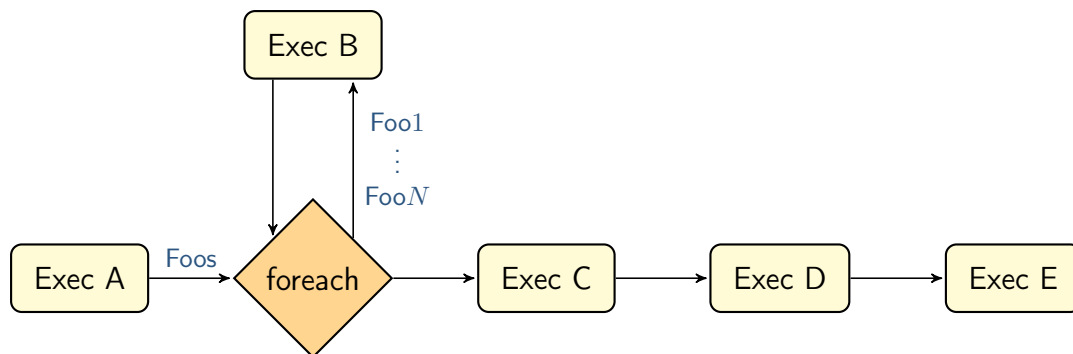 Exec B
Foo1
⋮
FooN
Foos
Exec A
foreach
Exec C
Exec D
Exec E